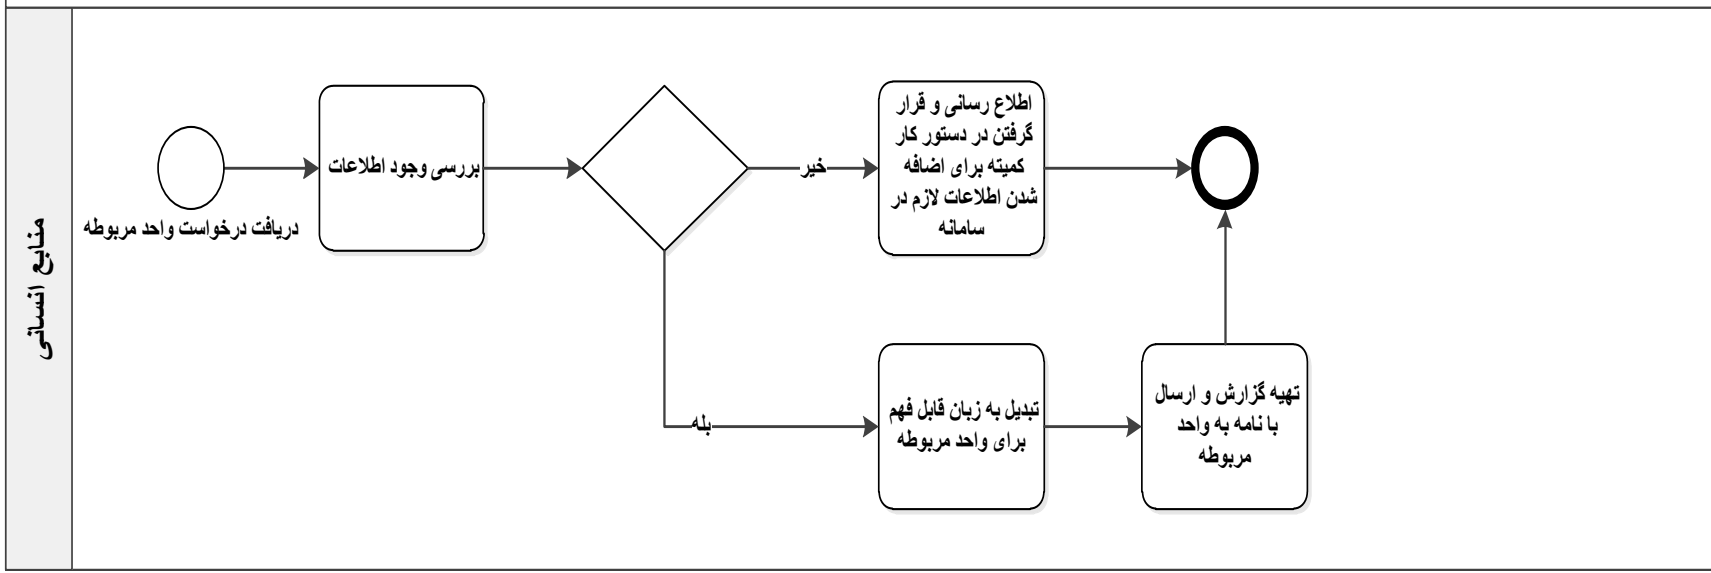 منابع انسانی
دریافت درخواست واحد مربوطه
بررسی وجود اطلاعات
خیر
اطلاع رسانی و قرار
گرفتن در دستور کار
کمیته برای اضافه
شدن اطلاعات لازم در
سامانه
بله
تبدیل به زبان قابل فهم
برای واحد مربوطه
تهیه گزارش و ارسال
با نامه به واحد
مربوطه